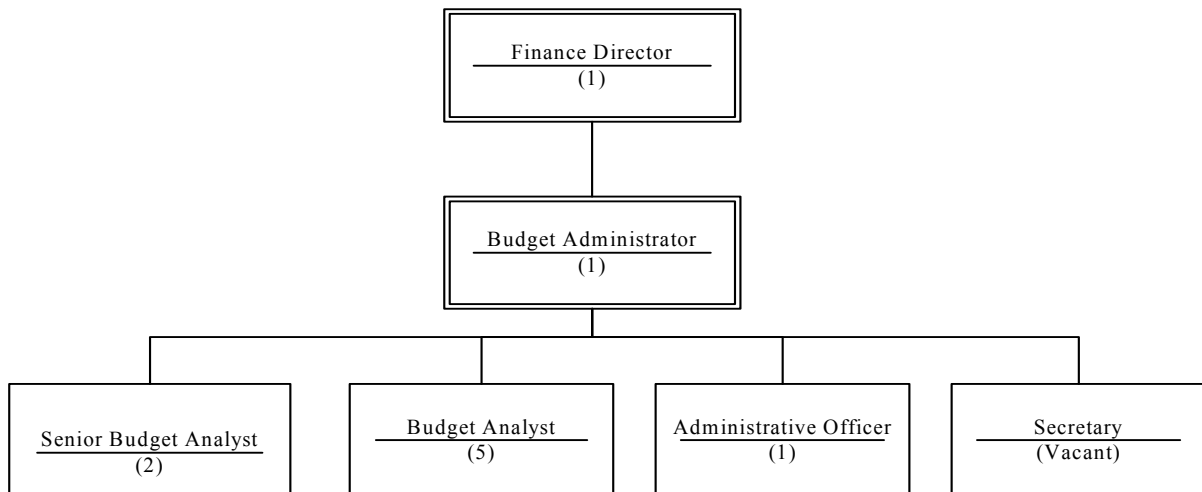 Finance Director
(1)
Budget Administrator
(1)
Senior Budget Analyst
(2)
Budget Analyst
(5)
Administrative Officer
(1)
Secretary
(Vacant)